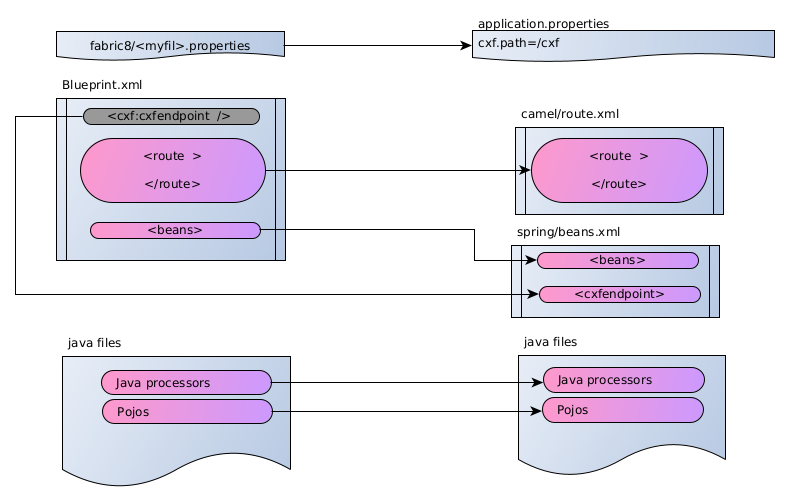 fabric8/<myfil>.properties
application.properties
cxf.path=/cxf
Blueprint.xml
<cxf:cxfendpoint />
<route >
</route>
<beans>
camel/route.xml
<route >
</route>
spring/beans.xml
<beans>
<cxfendpoint>
java files
Java processors
Pojos
java files
Java processors
Pojos